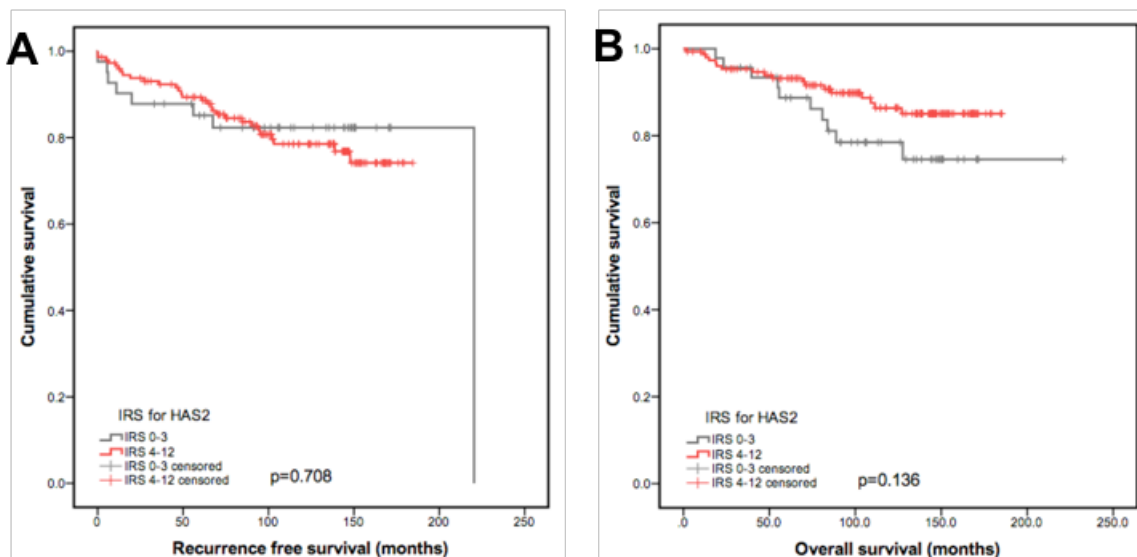 A
Cumulative survival
1.0
0.8
0.6
0.4
0.2
0.0
IRS for HAS2
IRS 0-3
IRS 4-12
IRS 0-3 censored
IRS 4-12 censored
p=0.708
0 50 100 150 200 250
Recurrence free survival (months)
B
Cumulative survival
1.0
0.8
0.6
0.4
0.2
0.0
IRS for HAS2
IRS 0-3
IRS 4-12
IRS 0-3 censored
IRS 4-12 censored
p=0.136
.0 50.0 100.0 150.0 200.0 250.0
Overall survival (months)